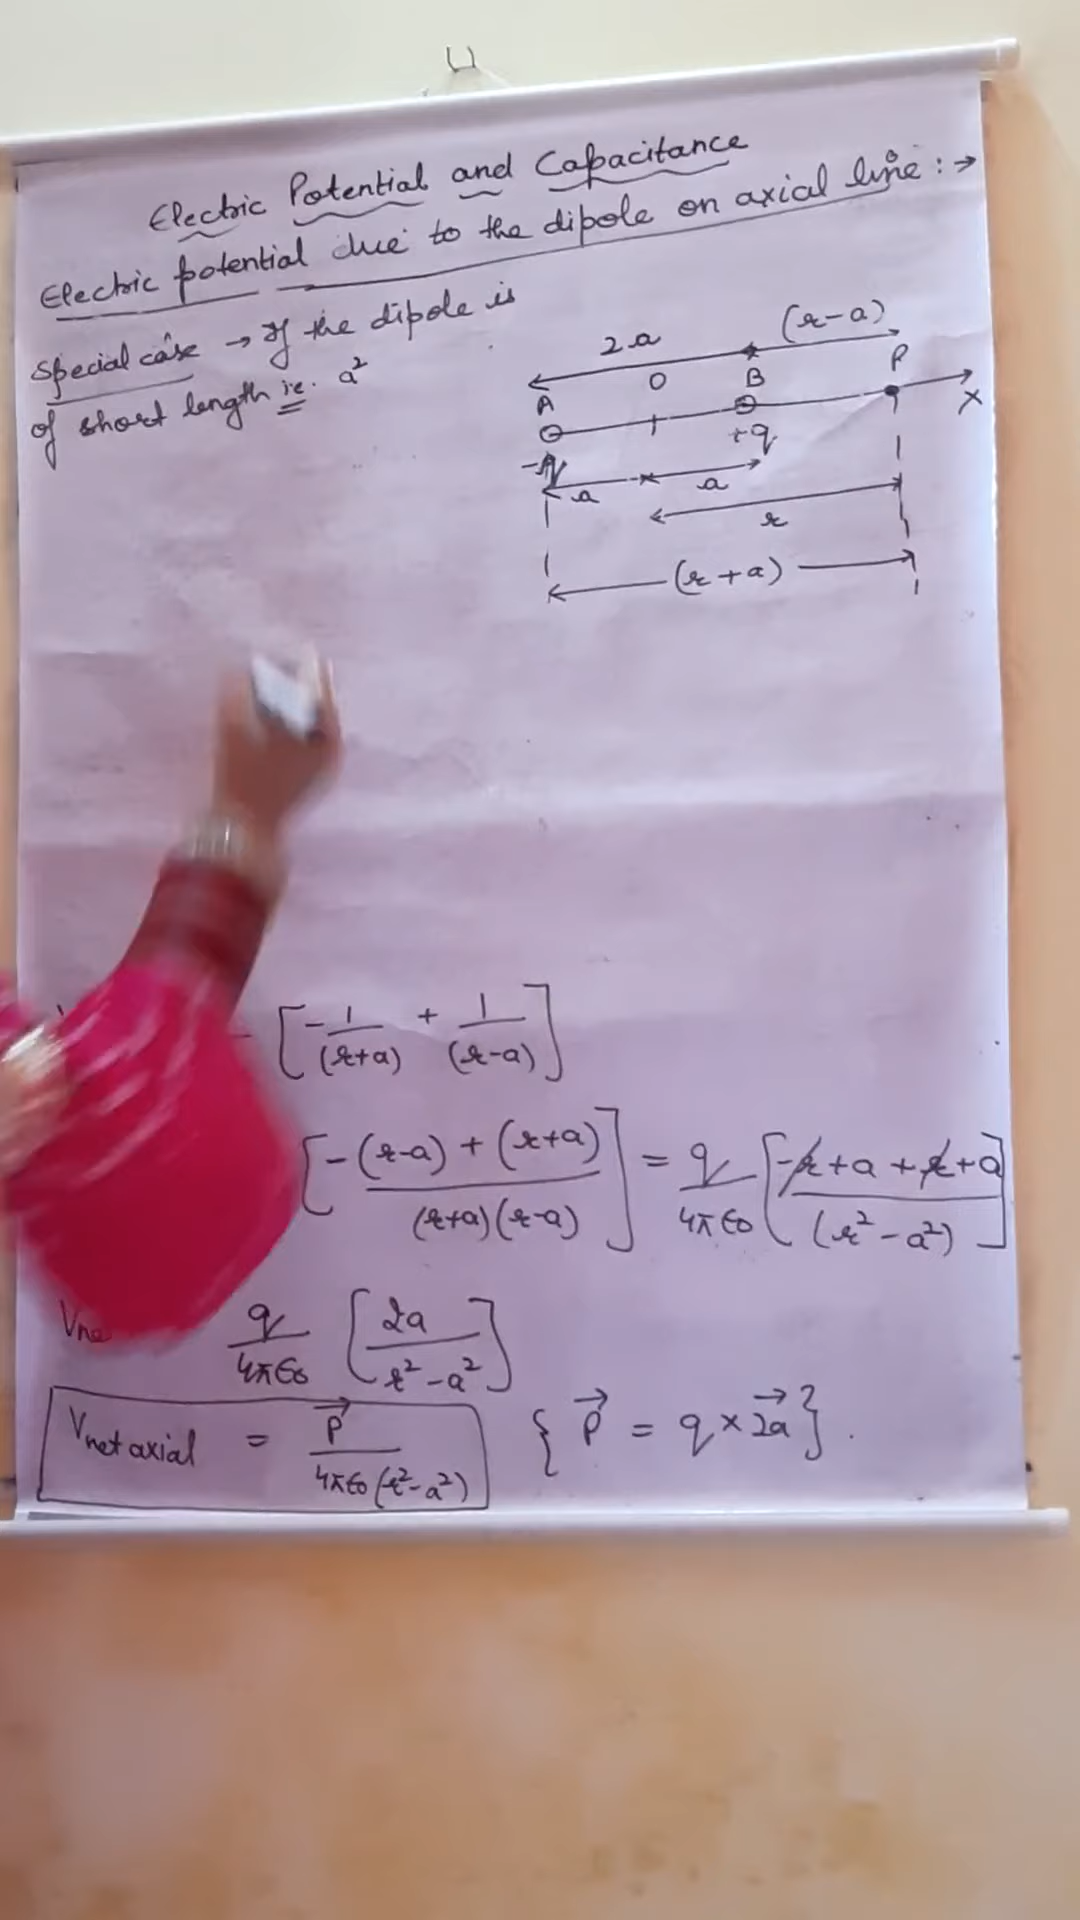 Electric Potential and Capacitance
Electric potential due to the dipole on axial line :→
Special case → If the dipole is
of short length ie. a²
2a (r-a)
A O B P X
-q +q
a a
r
(r+a)
[-1/(r+a) + 1/(r-a)]
[-(r-a) + (r+a) / (r+a)(r-a)] = q/4πε₀ [-r+a+r+a / (r²-a²)]
q/4πε₀ [2a / r²-a²]
Vnet axial = P⃗ / 4πε₀(r²-a²) {P⃗ = q×2a⃗}.